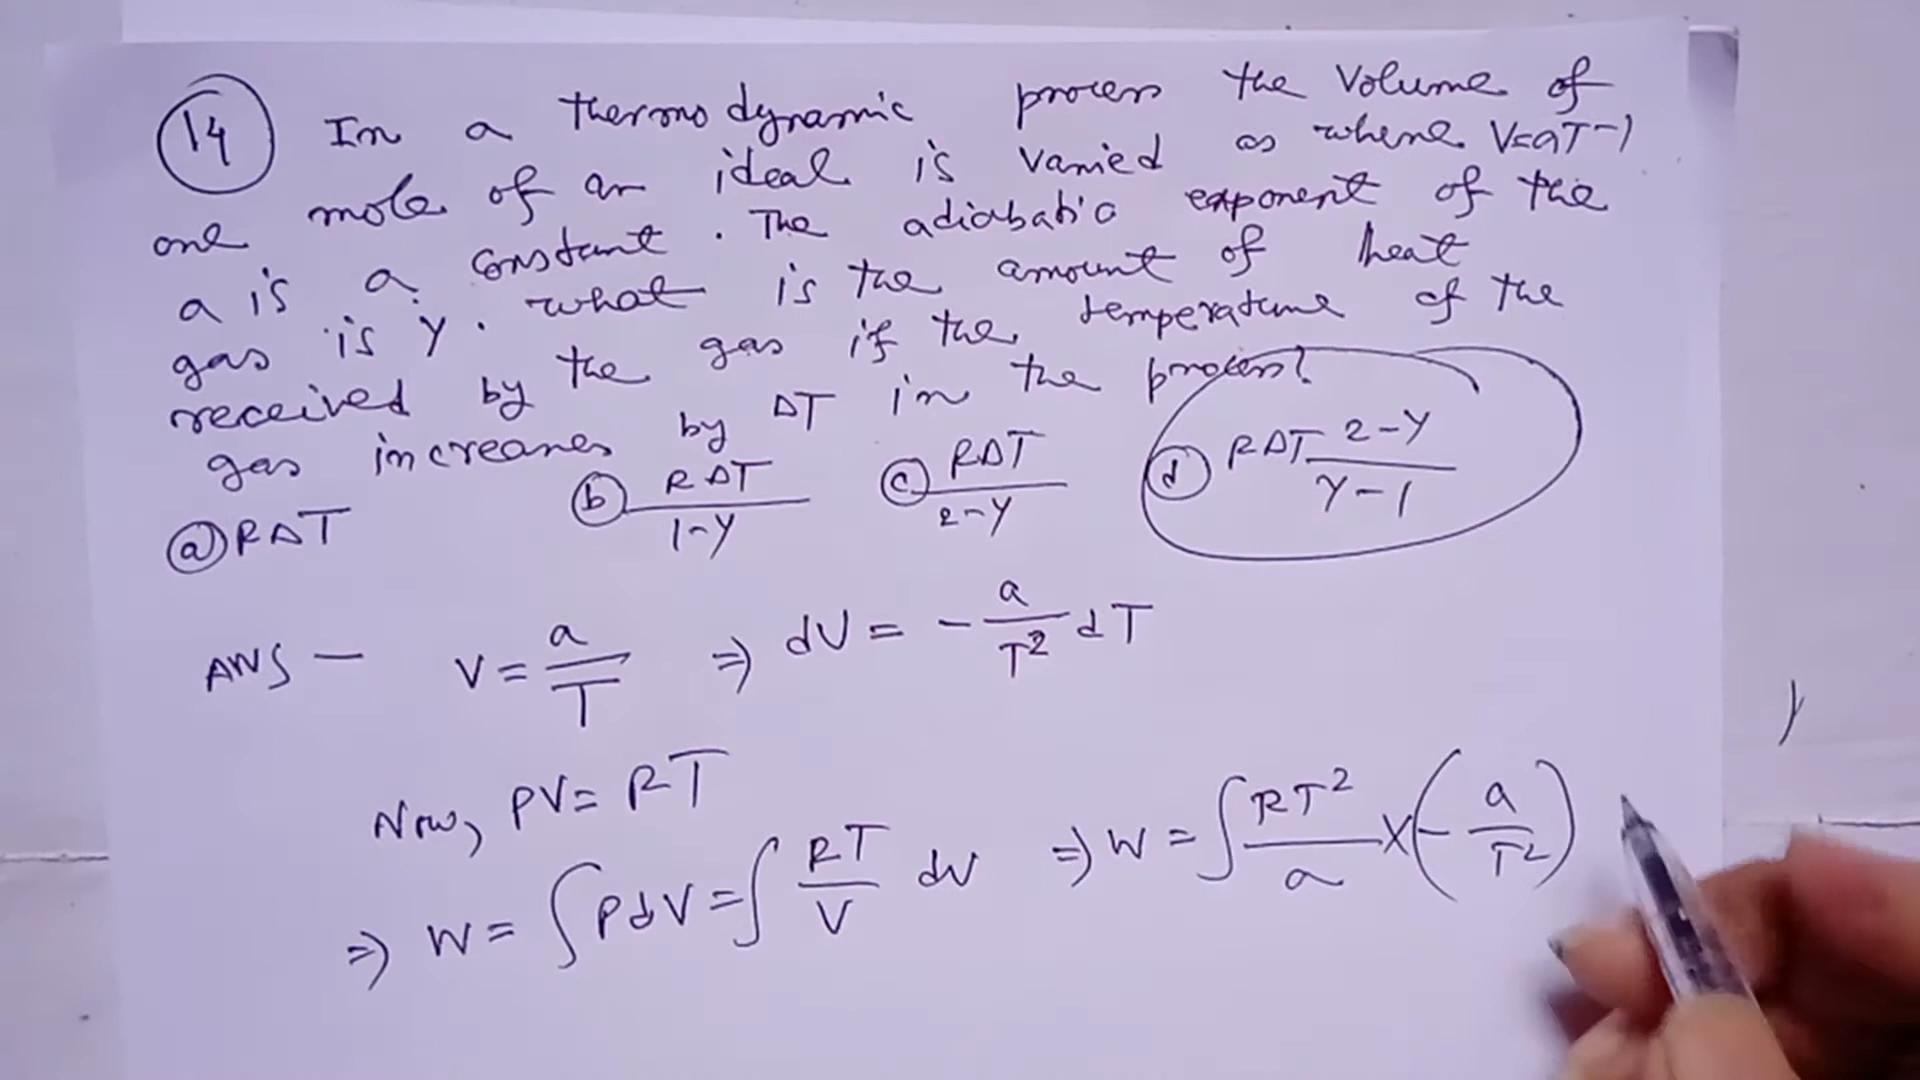 14 In a thermodynamic process the volume of
one mole of an ideal is varied as where V=aT-1
a is a constant. The adiabatic exponent of the
gas is γ. what is the amount of heat
received by the gas if the temperature of the
gas increases by ΔT in the process?
(a) RΔT (b) RΔT/1-γ (c) RΔT/2-γ (d) RΔT 2-γ/γ-1
ANS — V = a/T ⇒ dV = - a/T² dT
Now, PV= RT
⇒ W = ∫PdV = ∫ RT/V dV ⇒ W = ∫ RT²/a × (- a/T²)